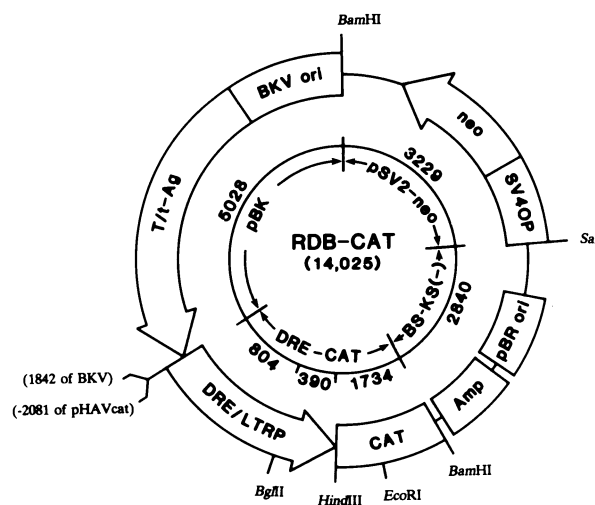 BamHI
BKV ori
neo
T/t-Ag
3229
pSV2-neo
5028
pBK
SV4OP
RDB-CAT
(14,025)
Sa
BS-KS(-)
2840
pBR ori
DRE-CAT
804
390
1734
(1842 of BKV)
(-2081 of pHAVcat)
DRE/LTRP
Amp
CAT
BamHI
BglII
HindIII
EcoRI